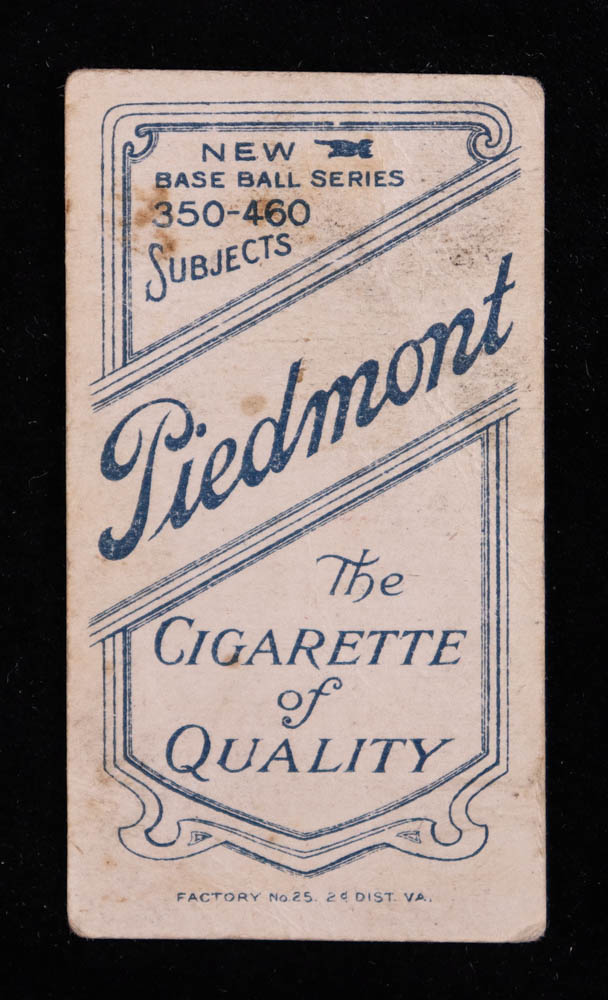 NEW
BASE BALL SERIES
350-460
SUBJECTS
Piedmont
The
CIGARETTE
of
QUALITY
FACTORY No. 25. 2d DIST. VA.